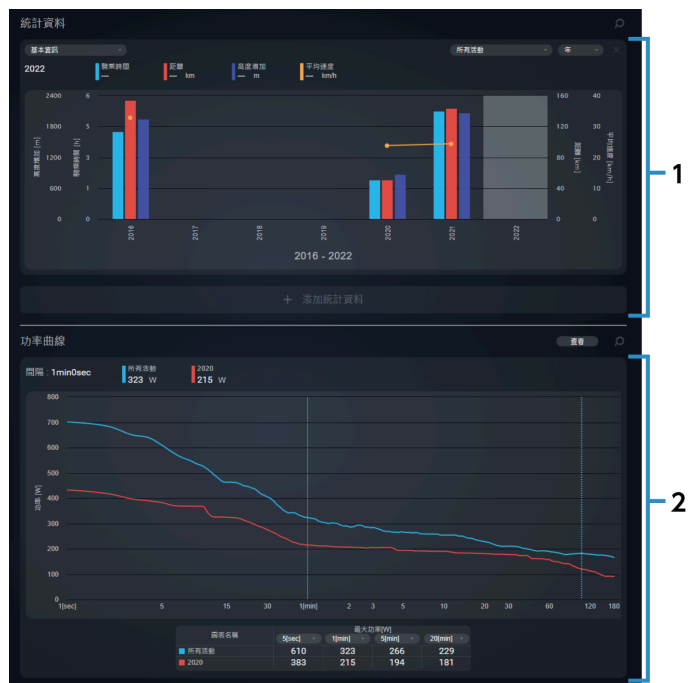 統計資料
基本資訊 所有活動 年
2022 騎乘時間 距離 高度增加 平均速度
— — km — m — km/h
2400 6 160 40
1800 5 120 30
1200 3 80 20
600 1 40 10
0 0 0 0
高度增加 [m] 騎乘時間 [h] 距離 [km] 平均速度 [km/h]
2016 2017 2018 2019 2020 2021 2022
2016 - 2022
+ 添加統計資料
1
功率曲線 查看
間隔 : 1min0sec 所有活動 2020
323 W 215 W
800
700
600
500
400
300
200
100
0
功率 [W]
1[sec] 5 15 30 1[min] 2 3 5 10 20 30 60 120 180
2
圖表名稱 最大功率[W]
5[sec] 1[min] 5[min] 20[min]
所有活動 610 323 266 229
2020 383 215 194 181